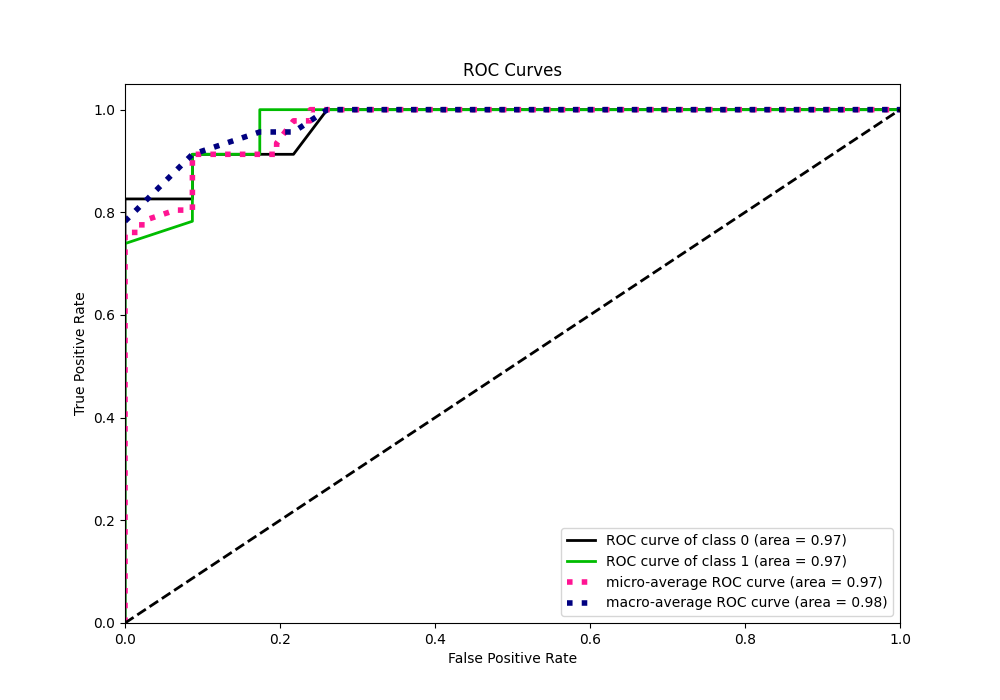 ROC Curves
True Positive Rate
1.0
0.8
0.6
0.4
0.2
0.0
ROC curve of class 0 (area = 0.97)
ROC curve of class 1 (area = 0.97)
micro-average ROC curve (area = 0.97)
macro-average ROC curve (area = 0.98)
0.0 0.2 0.4 0.6 0.8 1.0
False Positive Rate